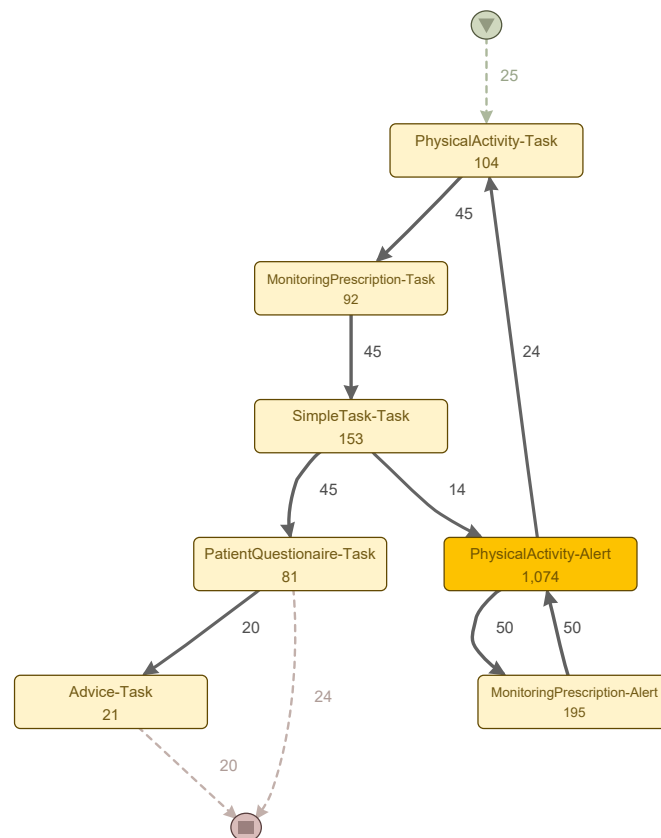 25
PhysicalActivity-Task
104
45
MonitoringPrescription-Task
92
45
24
SimpleTask-Task
153
45
14
PatientQuestionaire-Task
81
PhysicalActivity-Alert
1,074
20
50
50
24
Advice-Task
21
MonitoringPrescription-Alert
195
20